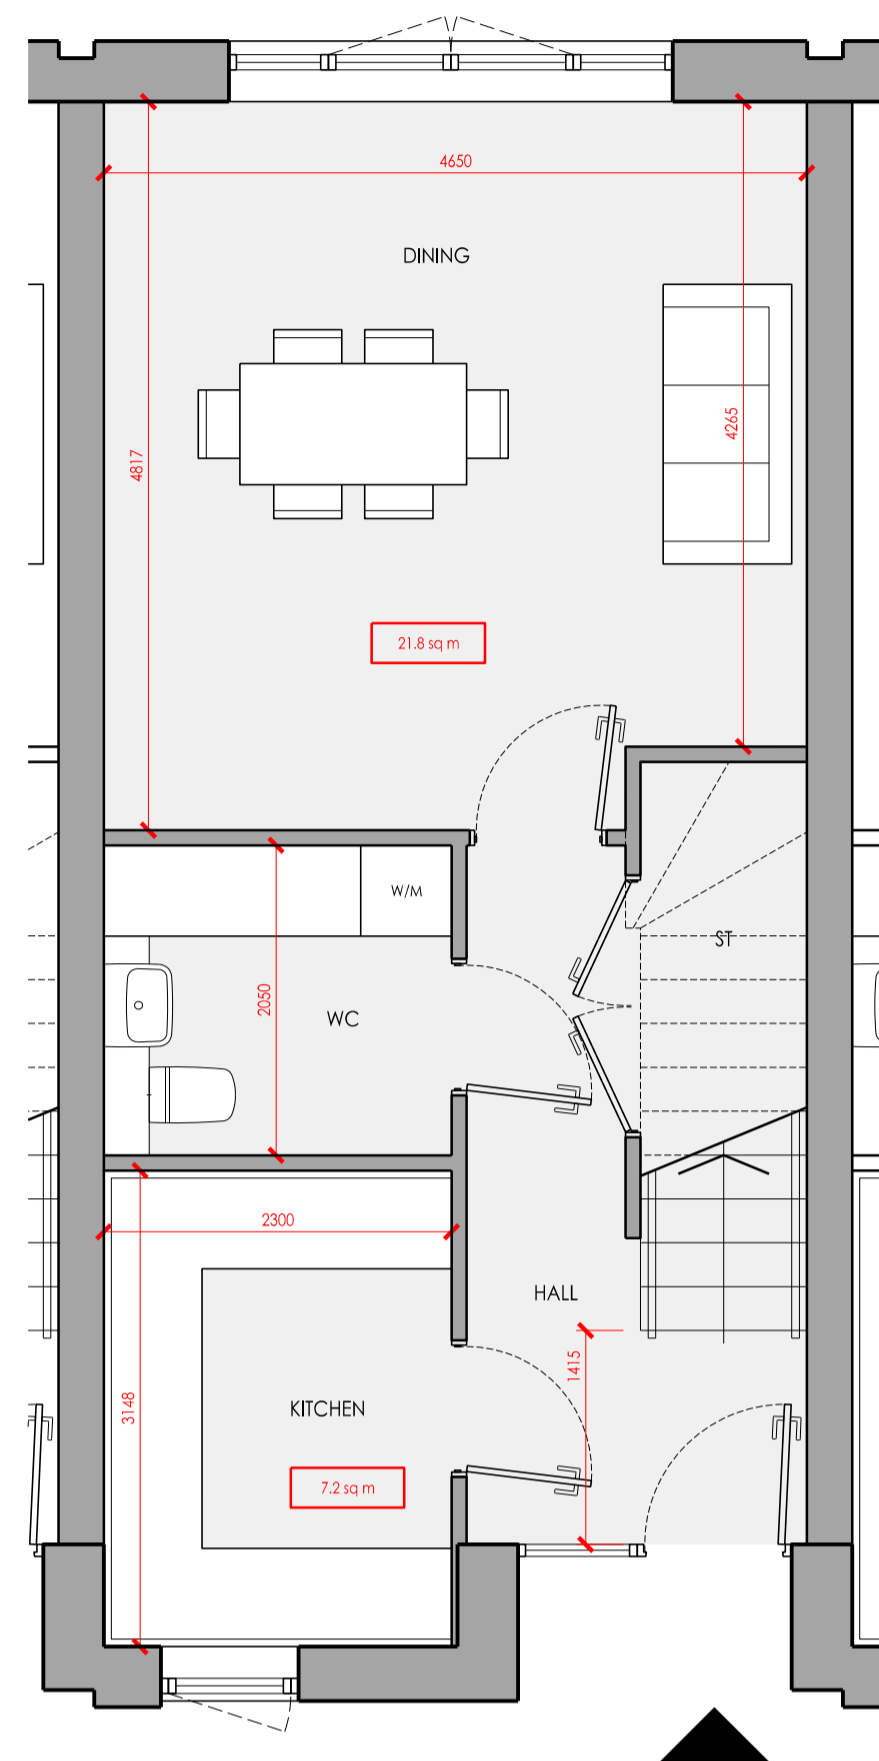 4650
DINING
4817
4265
21.8 sq m
W/M
ST
2050
WC
2300
HALL
1415
3148
KITCHEN
7.2 sq m